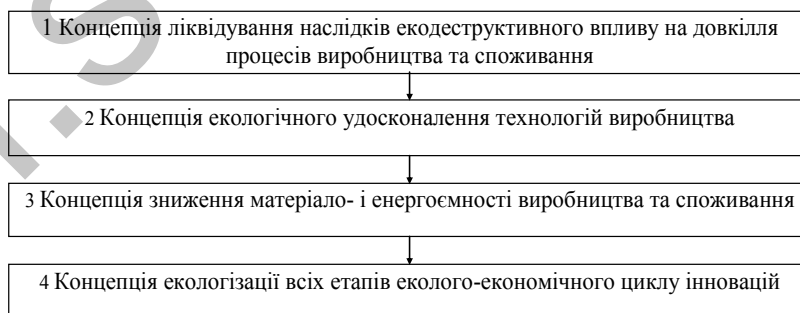 1 Концепція ліквідування наслідків екодеструктивного впливу на довкілля
процесів виробництва та споживання
2 Концепція екологічного удосконалення технологій виробництва
3 Концепція зниження матеріало- і енергоємності виробництва та споживання
4 Концепція екологізації всіх етапів еколого-економічного циклу інновацій